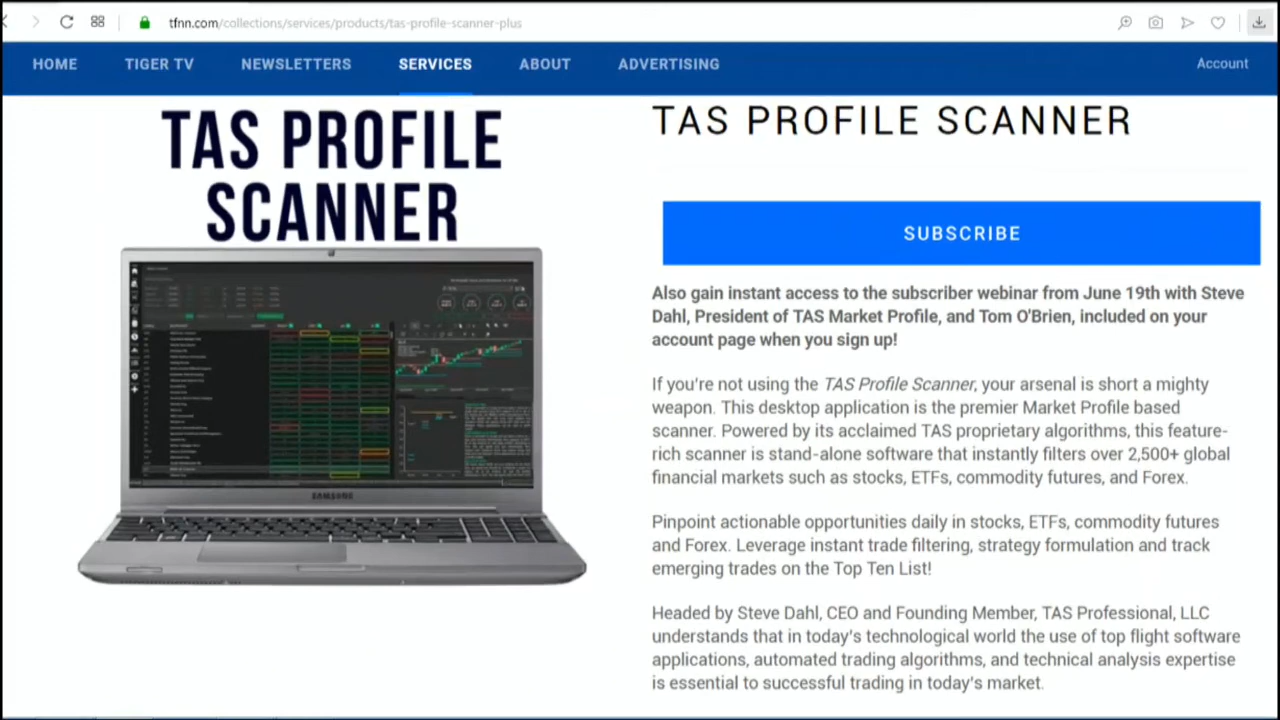 tfnn.com/collections/services/products/tas-profile-scanner-plus
HOME TIGER TV NEWSLETTERS SERVICES ABOUT ADVERTISING Account
TAS PROFILE
SCANNER
SAMSUNG
TAS PROFILE SCANNER
SUBSCRIBE
Also gain instant access to the subscriber webinar from June 19th with Steve
Dahl, President of TAS Market Profile, and Tom O'Brien, included on your
account page when you sign up!
If you're not using the TAS Profile Scanner, your arsenal is short a mighty
weapon. This desktop application is the premier Market Profile based
scanner. Powered by its acclaimed TAS proprietary algorithms, this feature-
rich scanner is stand-alone software that instantly filters over 2,500+ global
financial markets such as stocks, ETFs, commodity futures, and Forex.
Pinpoint actionable opportunities daily in stocks, ETFs, commodity futures
and Forex. Leverage instant trade filtering, strategy formulation and track
emerging trades on the Top Ten List!
Headed by Steve Dahl, CEO and Founding Member, TAS Professional, LLC
understands that in today's technological world the use of top flight software
applications, automated trading algorithms, and technical analysis expertise
is essential to successful trading in today's market.